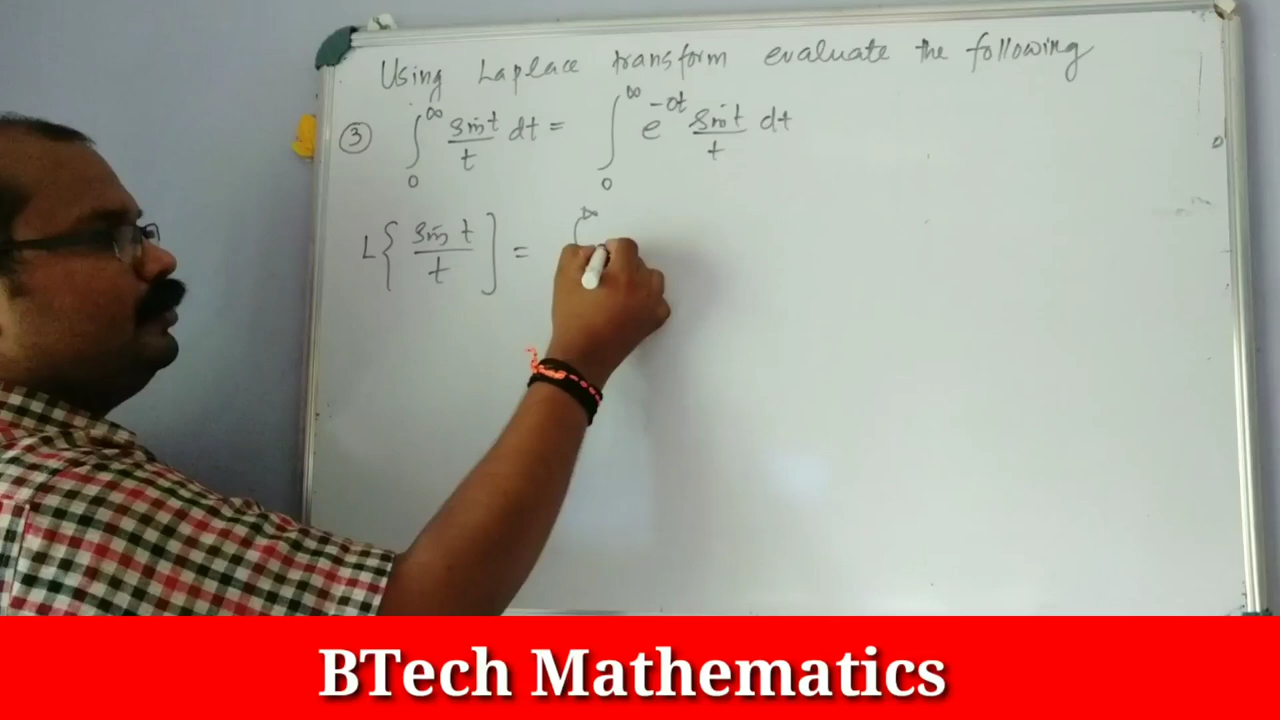 Using Laplace transform evaluate the following
③ ∫₀^∞ sin t / t dt = ∫₀^∞ e^{-0t} sin t / t dt
L{ sin t / t } = ∫^∞
BTech Mathematics